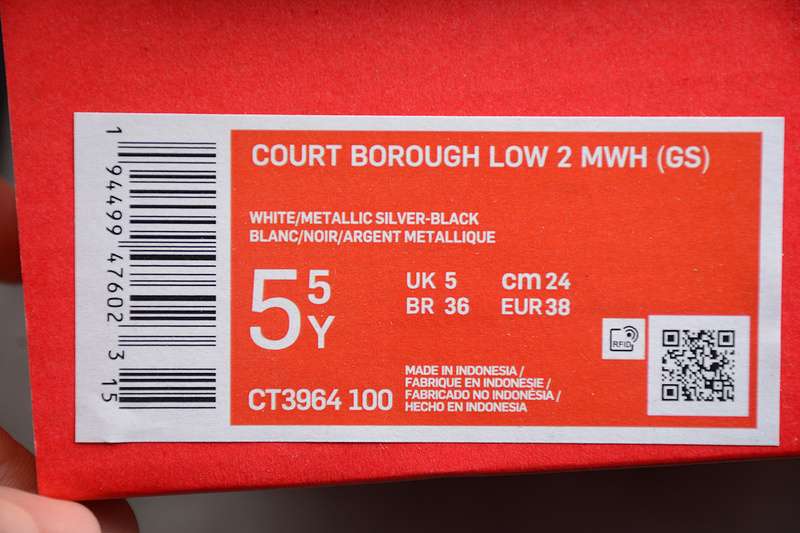 COURT BOROUGH LOW 2 MWH (GS)
WHITE/METALLIC SILVER-BLACK
BLANC/NOIR/ARGENT METALLIQUE
5 5 Y
UK 5 cm 24
BR 36 EUR 38
CT3964 100
MADE IN INDONESIA /
FABRIQUE EN INDONÉSIE /
FABRICADO NO INDONÉSIA /
HECHO EN INDONESIA
RFID
1 94499 47602 3 15